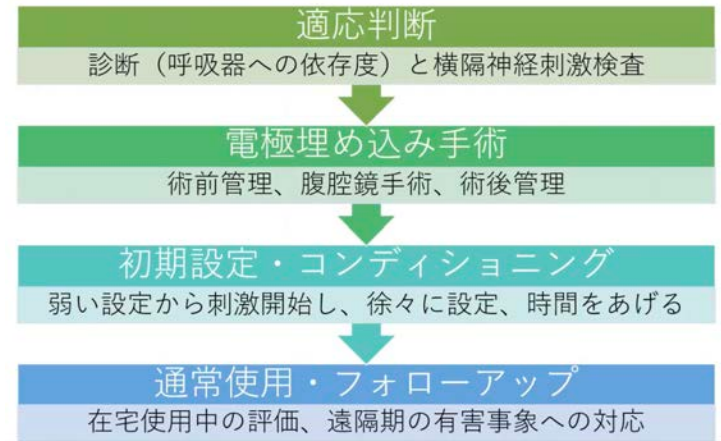 適応判断
診断（呼吸器への依存度）と横隔神経刺激検査
電極埋め込み手術
術前管理、腹腔鏡手術、術後管理
初期設定・コンディショニング
弱い設定から刺激開始し、徐々に設定、時間をあげる
通常使用・フォローアップ
在宅使用中の評価、遠隔期の有害事象への対応